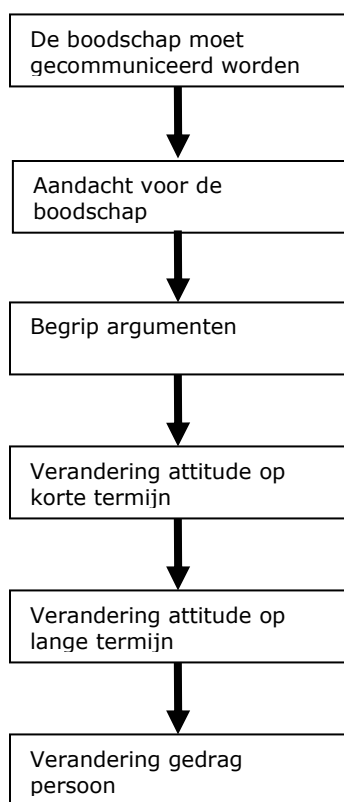 De boodschap moet
gecommuniceerd worden
Aandacht voor de
boodschap
Begrip argumenten
Verandering attitude op
korte termijn
Verandering attitude op
lange termijn
Verandering gedrag
persoon